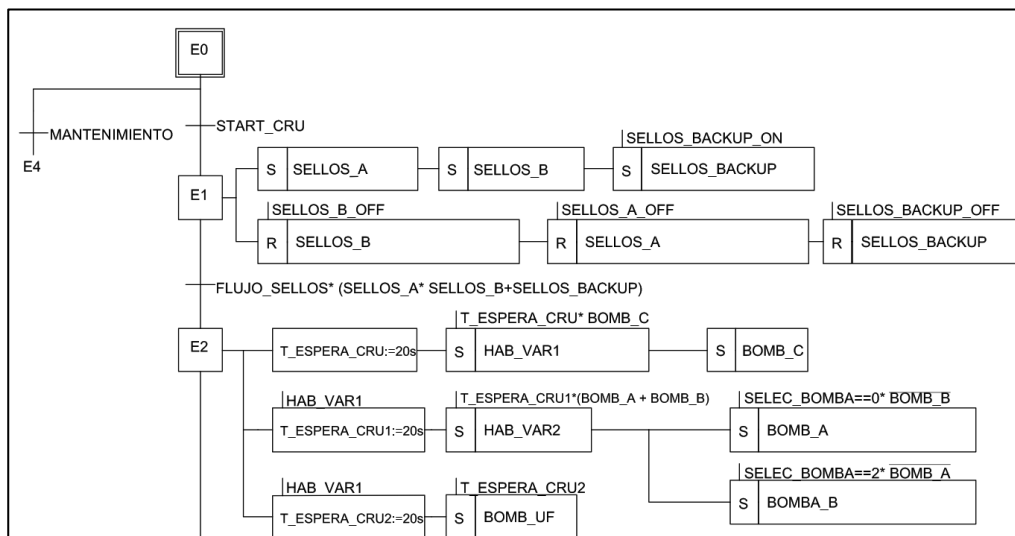 E0
MANTENIMIENTO
START_CRU
E4
SELLOS_BACKUP_ON
E1
S SELLOS_A
S SELLOS_B
S SELLOS_BACKUP
SELLOS_B_OFF
SELLOS_A_OFF
SELLOS_BACKUP_OFF
R SELLOS_B
R SELLOS_A
R SELLOS_BACKUP
FLUJO_SELLOS* (SELLOS_A* SELLOS_B+SELLOS_BACKUP)
E2
T_ESPERA_CRU* BOMB_C
T_ESPERA_CRU:=20s
S HAB_VAR1
S BOMB_C
HAB_VAR1
T_ESPERA_CRU1*(BOMB_A + BOMB_B)
SELEC_BOMBA==0* BOMB_B
T_ESPERA_CRU1:=20s
S HAB_VAR2
S BOMB_A
HAB_VAR1
T_ESPERA_CRU2
SELEC_BOMBA==2* BOMB_A
T_ESPERA_CRU2:=20s
S BOMB_UF
S BOMBA_B